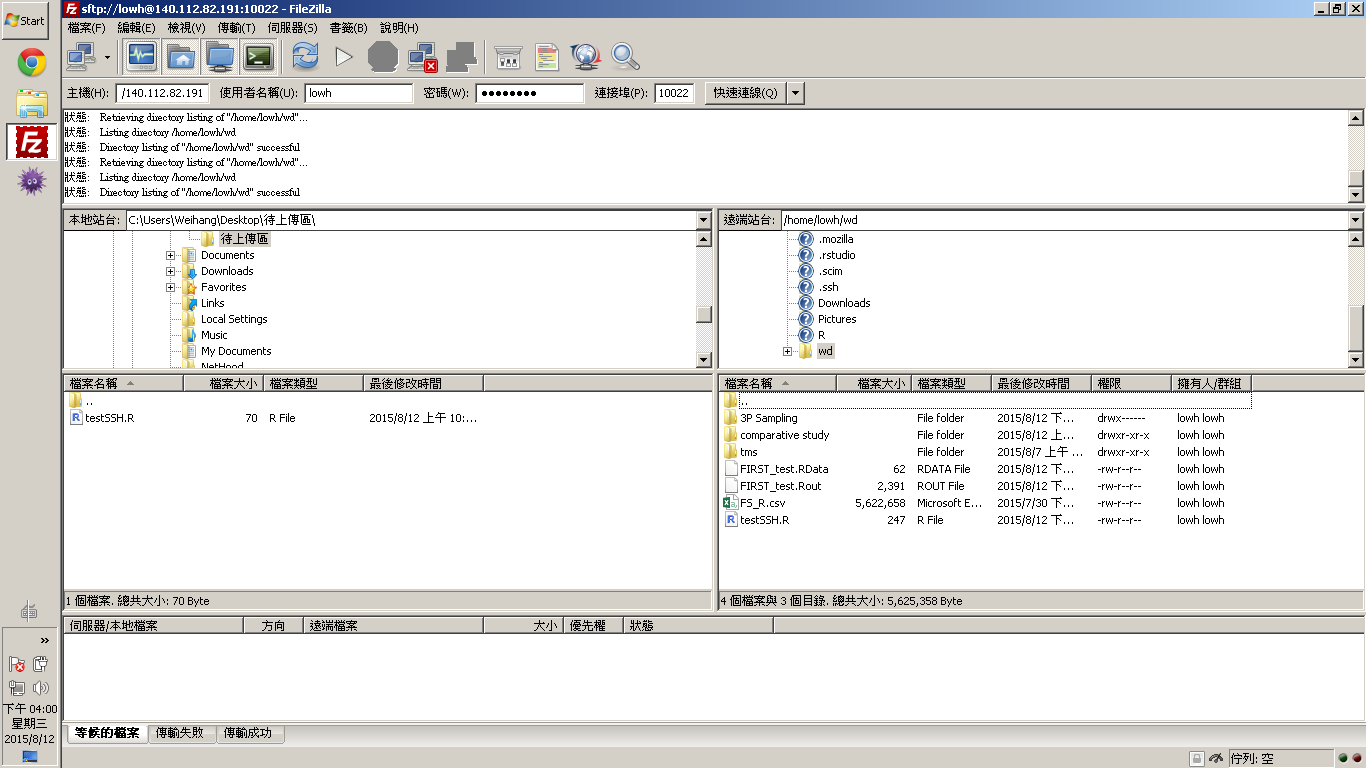 Start
Fz sftp://lowh@140.112.82.191:10022 - FileZilla
檔案(F) 編輯(E) 檢視(V) 傳輸(T) 伺服器(S) 書籤(B) 說明(H)
主機(H): /140.112.82.191 使用者名稱(U): lowh 密碼(W): ●●●●●●●● 連接埠(P): 10022 快速連線(Q)
狀態: Retrieving directory listing of "/home/lowh/wd"...
狀態: Listing directory /home/lowh/wd
狀態: Directory listing of "/home/lowh/wd" successful
狀態: Retrieving directory listing of "/home/lowh/wd"...
狀態: Listing directory /home/lowh/wd
狀態: Directory listing of "/home/lowh/wd" successful
本地站台: C:\Users\Weihang\Desktop\待上傳區\
待上傳區
Documents
Downloads
Favorites
Links
Local Settings
Music
My Documents
NetHood
遠端站台: /home/lowh/wd
.mozilla
.rstudio
.scim
.ssh
Downloads
Pictures
R
wd
檔案名稱 檔案大小 檔案類型 最後修改時間
..
testSSH.R 70 R File 2015/8/12 上午 10:...
1 個檔案. 總共大小: 70 Byte
檔案名稱 檔案大小 檔案類型 最後修改時間 權限 擁有人/群組
..
3P Sampling File folder 2015/8/12 下... drwx------ lowh lowh
comparative study File folder 2015/8/12 上... drwxr-xr-x lowh lowh
tms File folder 2015/8/7 上午 ... drwxr-xr-x lowh lowh
FIRST_test.RData 62 RDATA File 2015/8/12 下... -rw-r--r-- lowh lowh
FIRST_test.Rout 2,391 ROUT File 2015/8/12 下... -rw-r--r-- lowh lowh
FS_R.csv 5,622,658 Microsoft E... 2015/7/30 下... -rw-r--r-- lowh lowh
testSSH.R 247 R File 2015/8/12 下... -rw-r--r-- lowh lowh
4 個檔案與 3 個目錄. 總共大小: 5,625,358 Byte
伺服器/本地檔案 方向 遠端檔案 大小 優先權 狀態
等候的檔案 傳輸失敗 傳輸成功
佇列: 空
下午 04:00
星期三
2015/8/12